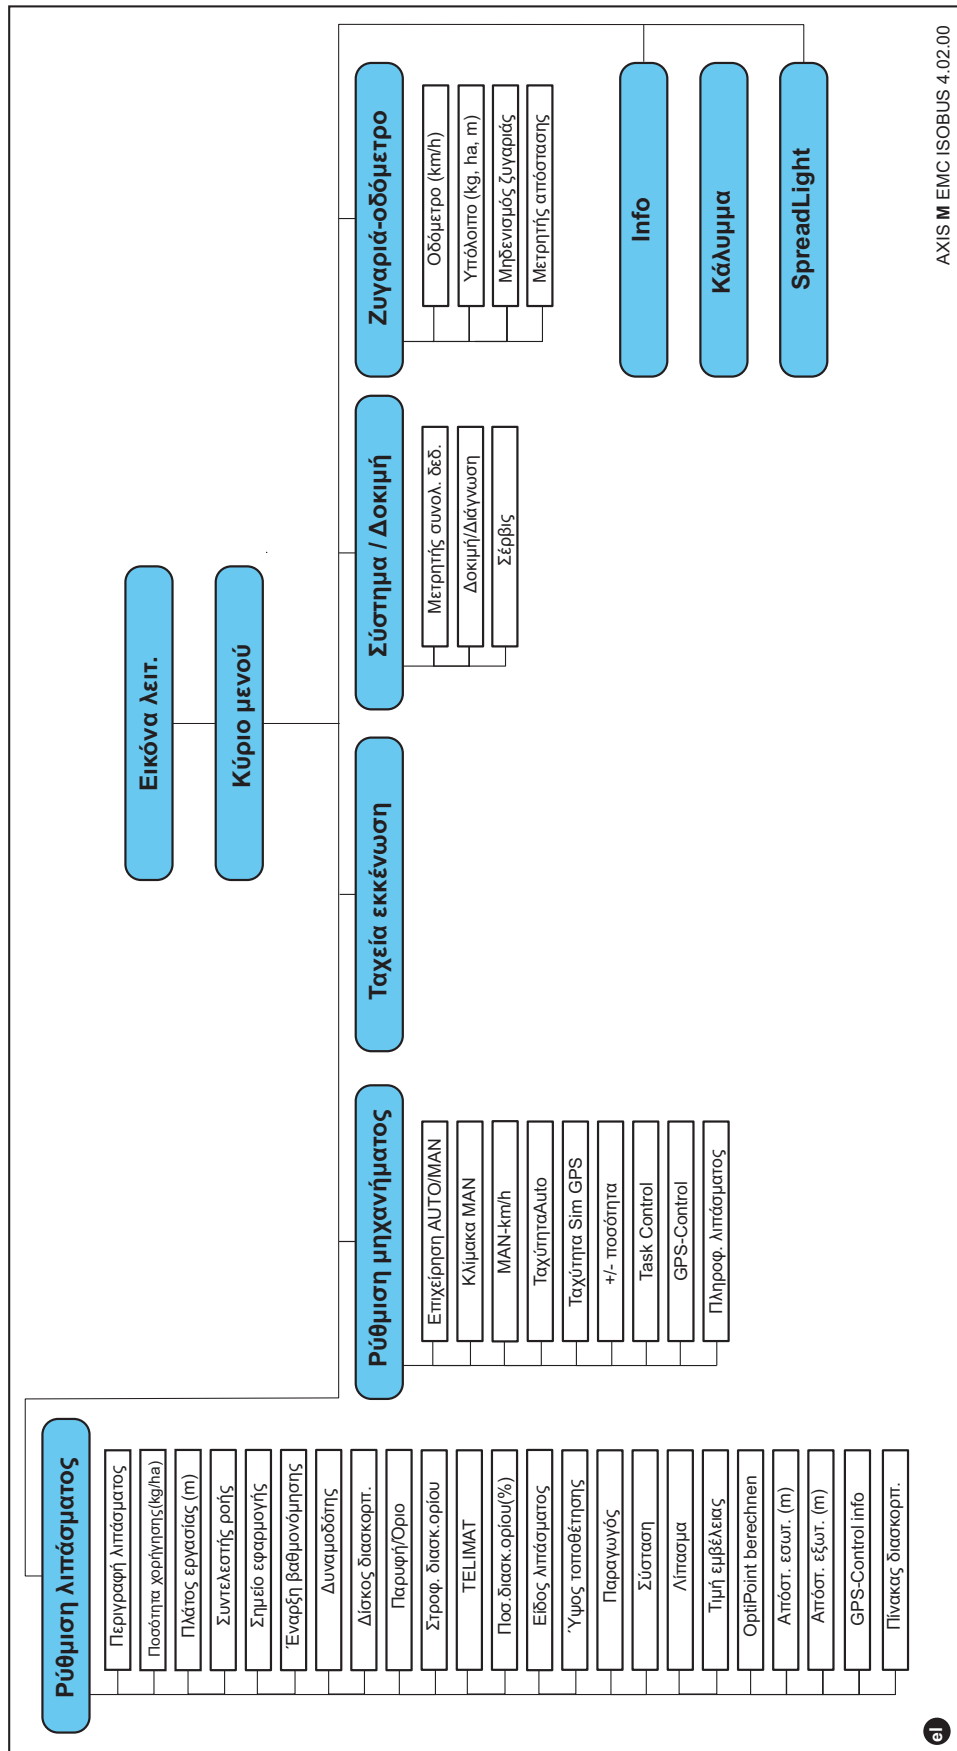 Εικόνα λειτ.
Κύριο μενού
Ρύθμιση λιπάσματος
Περιγραφή λιπάσματος
Ποσότητα χορήγησης(kg/ha)
Πλάτος εργασίας (m)
Συντελεστής ροής
Σημείο εφαρμογής
Έναρξη βαθμονόμησης
Δυναμοδότης
Δίσκος διασκορπ.
Παρυφή/Όριο
Στροφ. διασκ.ορίου
TELIMAT
Ποσ.διασκ.ορίου(%)
Είδος λιπάσματος
Ύψος τοποθέτησης
Παραγωγός
Σύσταση
Λίπασμα
Τιμή εμβέλειας
OptiPoint berechnen
Απόστ. εσωτ. (m)
Απόστ. εξωτ. (m)
GPS-Control info
Πίνακας διασκορπ.
Ρύθμιση μηχανήματος
Επιχείρηση AUTO/MAN
Κλίμακα MAN
MAN-km/h
ΤαχύτηταAuto
Ταχύτητα Sim GPS
+/- ποσότητα
Task Control
GPS-Control
Πληροφ. λιπάσματος
Ταχεία εκκένωση
Σύστημα / Δοκιμή
Μετρητής συνολ. δεδ.
Δοκιμή/Διάγνωση
Σέρβις
Ζυγαριά-οδόμετρο
Οδόμετρο (km/h)
Υπόλοιπο (kg, ha, m)
Μηδενισμός ζυγαριάς
Μετρητής απόστασης
Info
Κάλυμμα
SpreadLight
el
AXIS M EMC ISOBUS 4.02.00